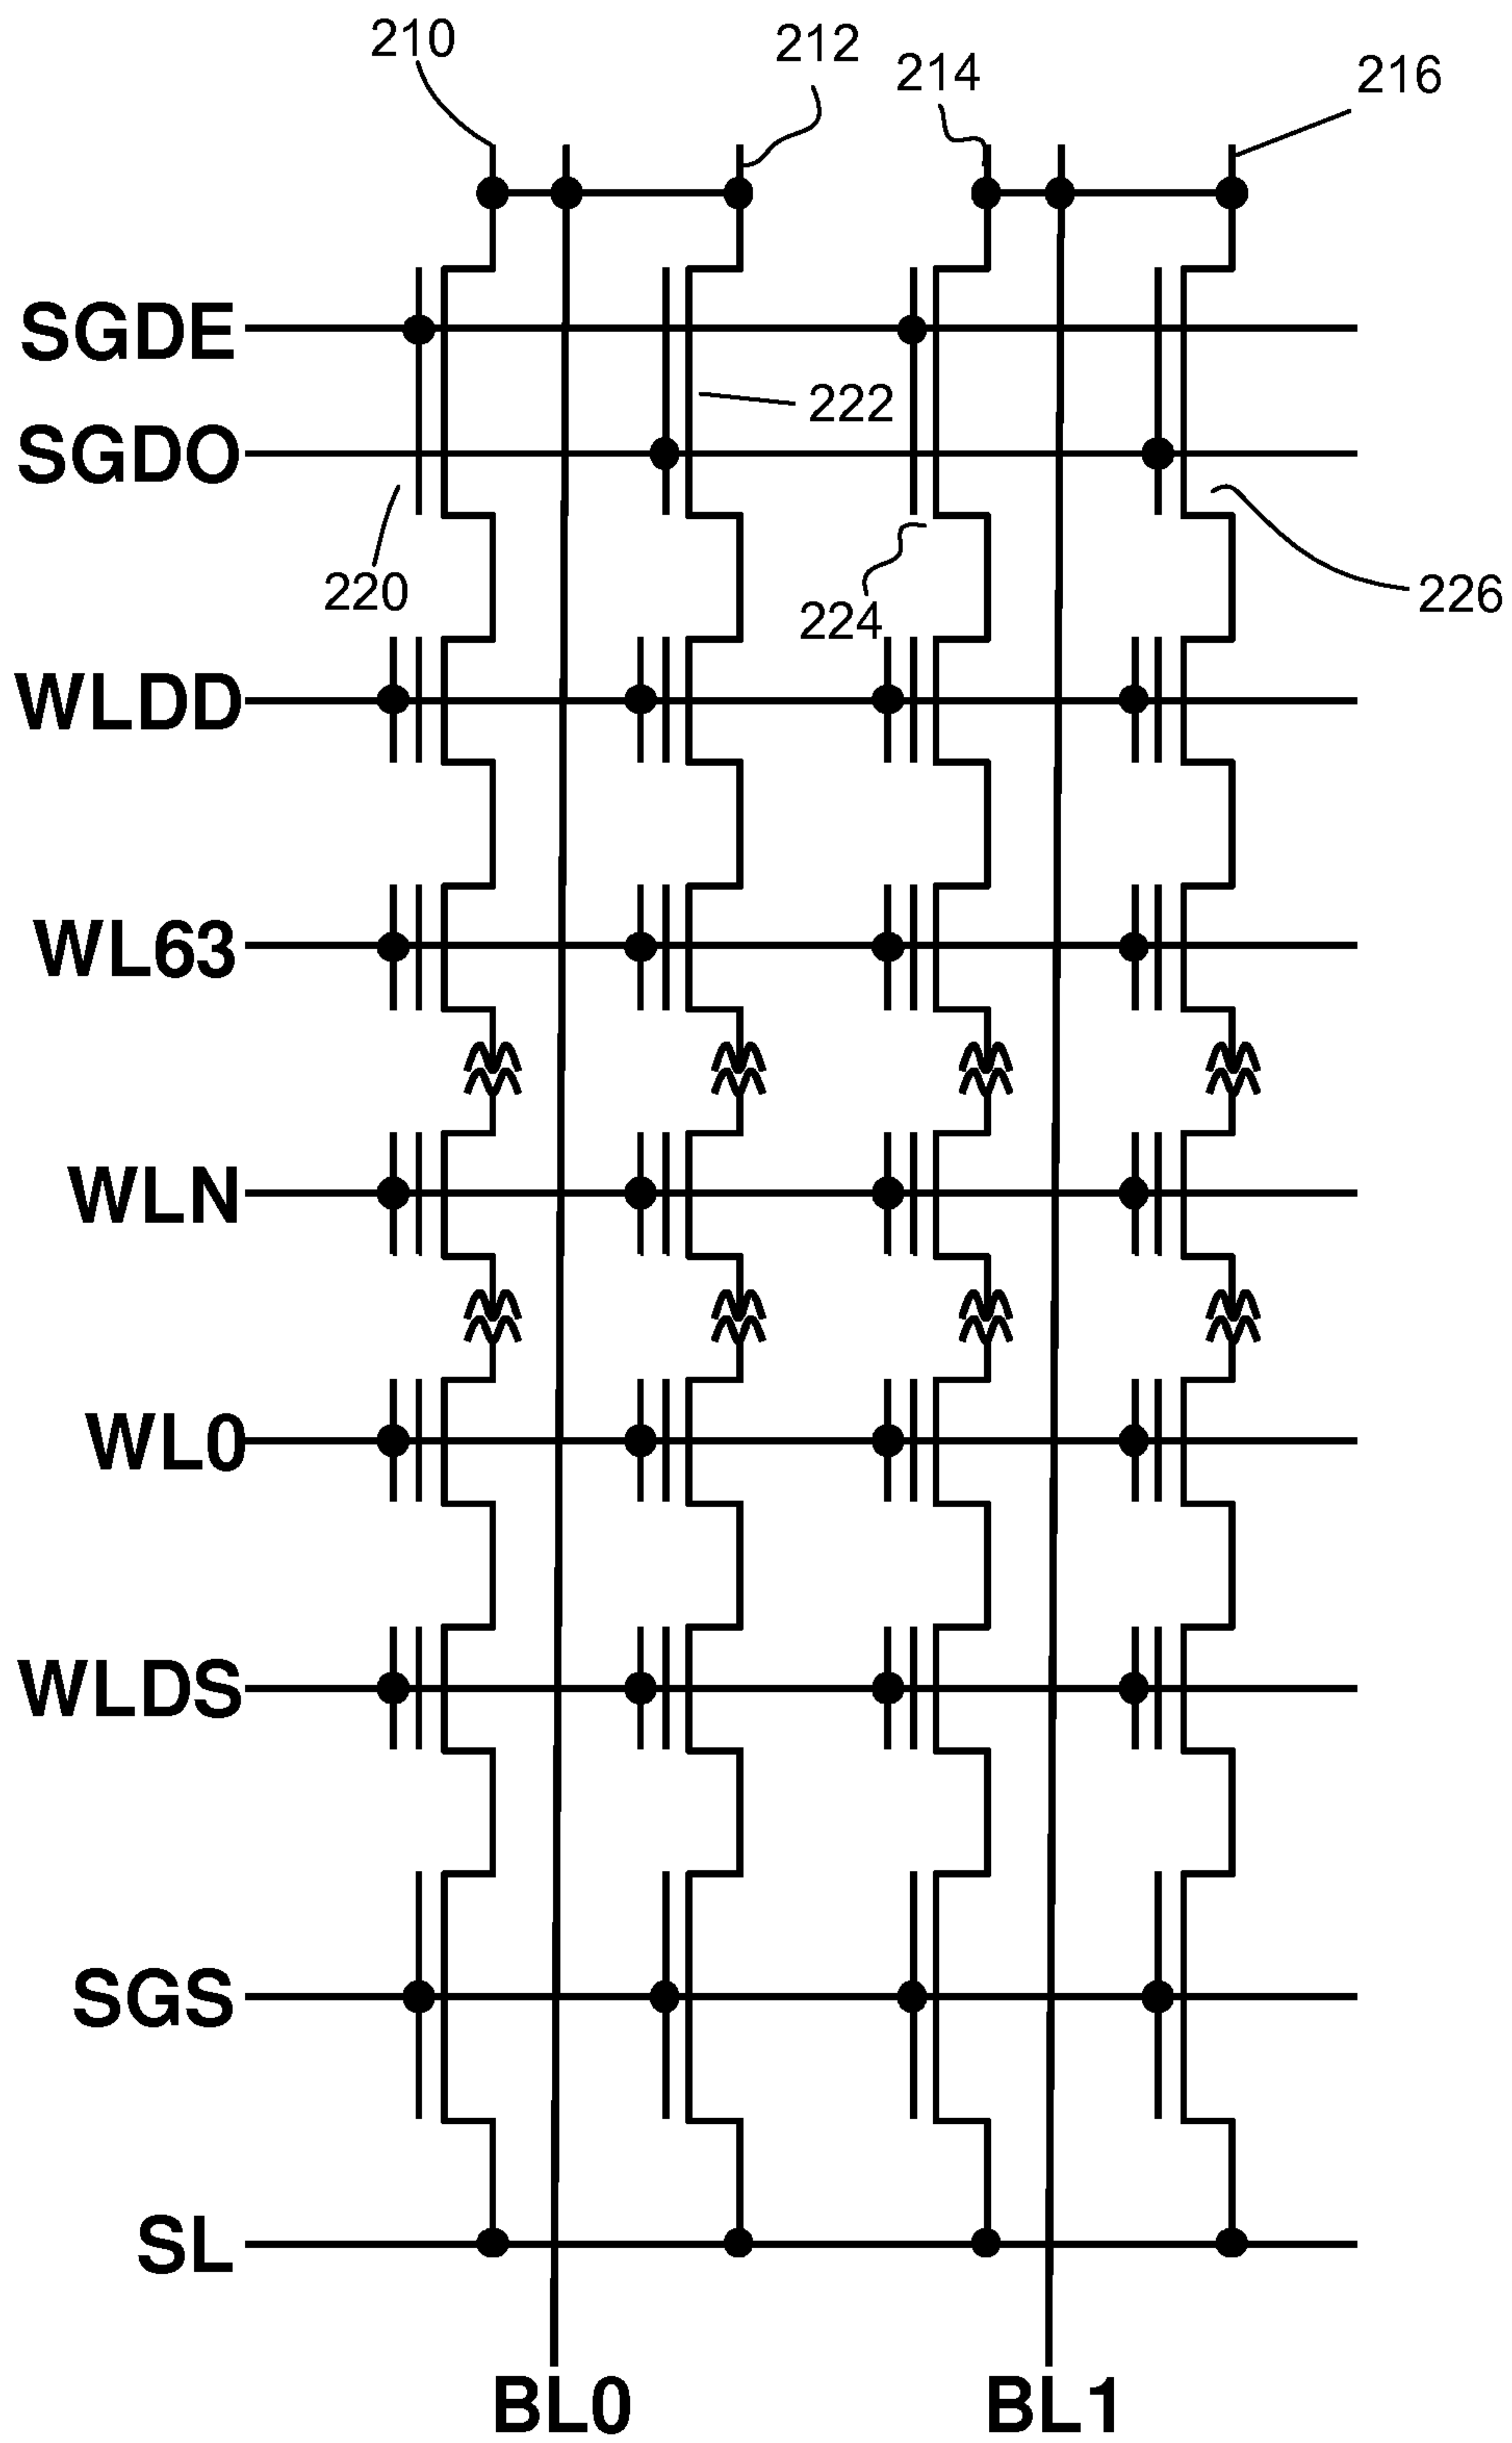 210
212
214
216
SGDE
222
SGDO
220
224
226
WLDD
WL63
WLN
WL0
WLDS
SGS
SL
BL0
BL1